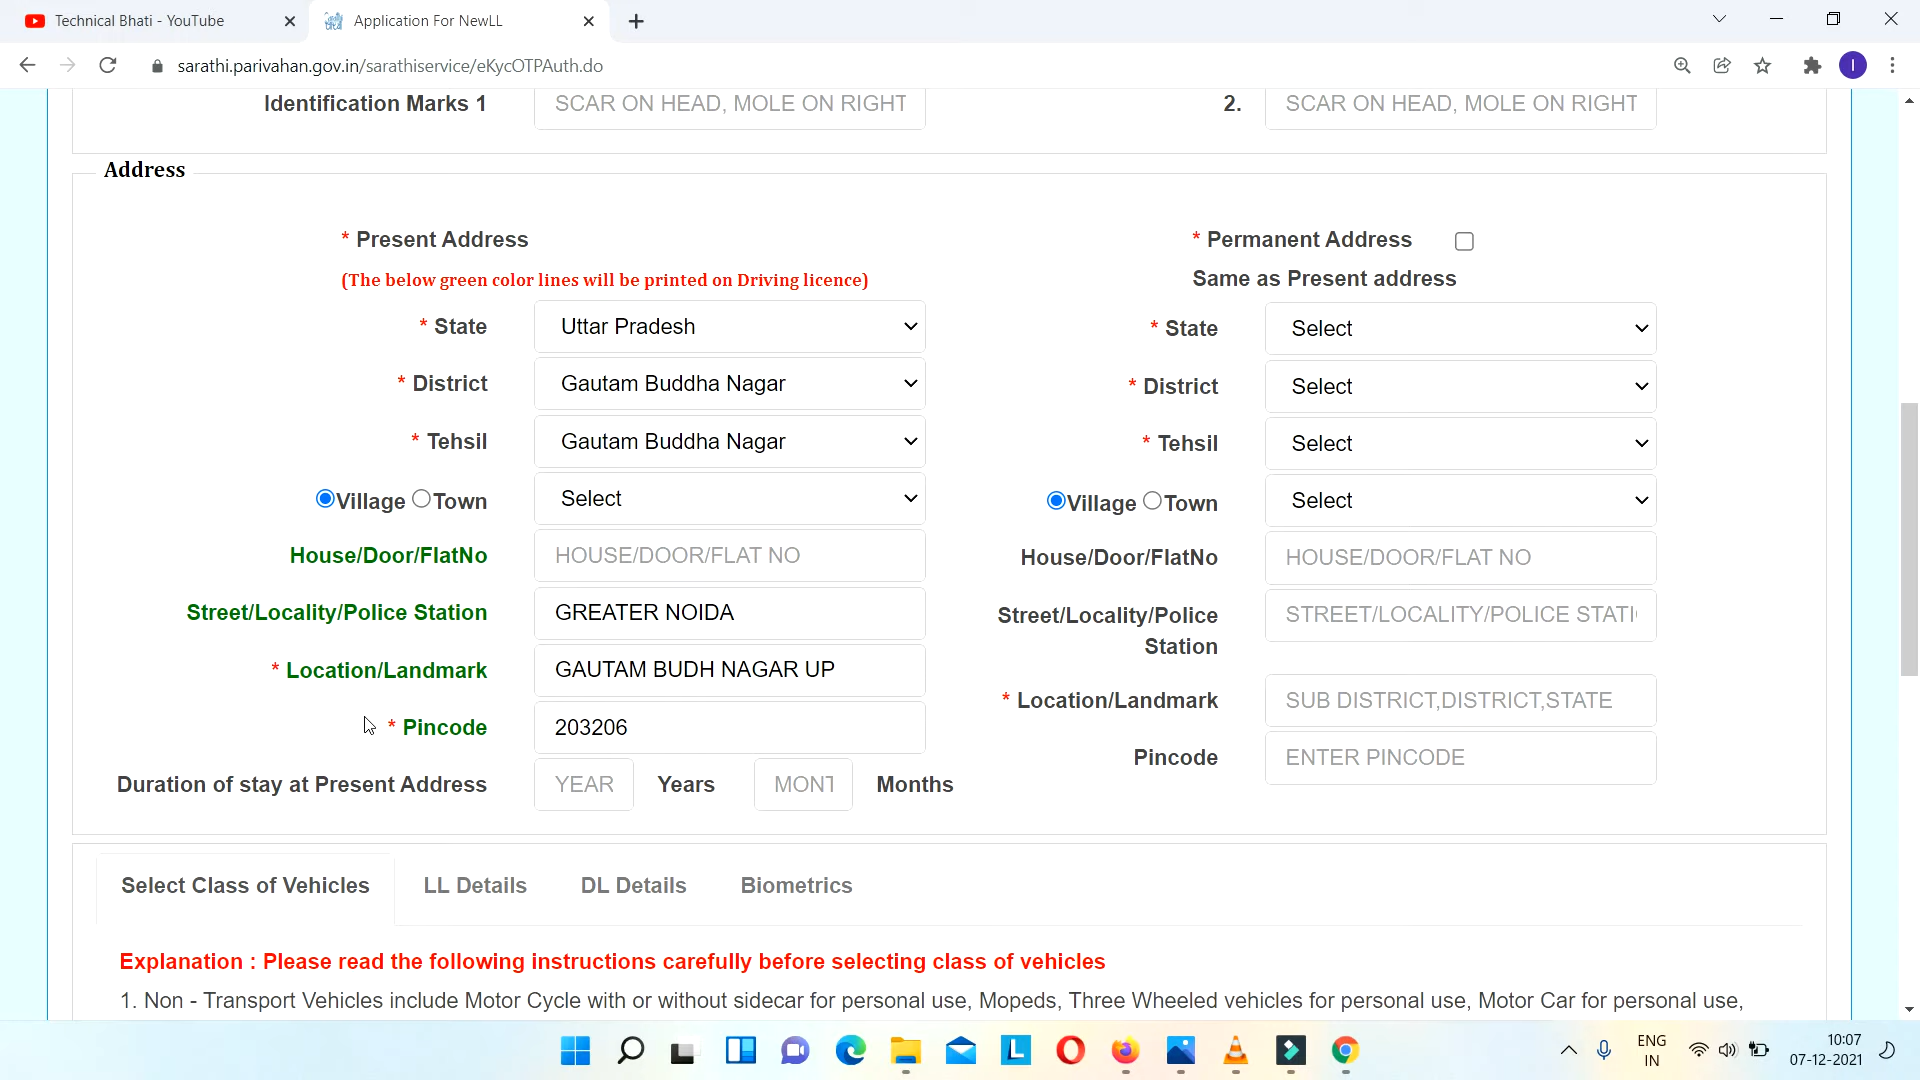 Technical Bhati - YouTube
Application For NewLL
sarathi.parivahan.gov.in/sarathiservice/eKycOTPAuth.do
I
Identification Marks 1
SCAR ON HEAD, MOLE ON RIGHT
2.
SCAR ON HEAD, MOLE ON RIGHT
Address
* Present Address
* Permanent Address
(The below green color lines will be printed on Driving licence)
Same as Present address
* State
Uttar Pradesh
* State
Select
* District
Gautam Buddha Nagar
* District
Select
* Tehsil
Gautam Buddha Nagar
* Tehsil
Select
Village Town
Select
Village Town
Select
House/Door/FlatNo
HOUSE/DOOR/FLAT NO
House/Door/FlatNo
HOUSE/DOOR/FLAT NO
Street/Locality/Police Station
GREATER NOIDA
Street/Locality/Police
Station
STREET/LOCALITY/POLICE STATI
* Location/Landmark
GAUTAM BUDH NAGAR UP
* Location/Landmark
SUB DISTRICT,DISTRICT,STATE
* Pincode
203206
Pincode
ENTER PINCODE
Duration of stay at Present Address
YEAR
Years
MONT
Months
Select Class of Vehicles
LL Details
DL Details
Biometrics
Explanation : Please read the following instructions carefully before selecting class of vehicles
1. Non - Transport Vehicles include Motor Cycle with or without sidecar for personal use, Mopeds, Three Wheeled vehicles for personal use, Motor Car for personal use,
L
ENG
IN
10:07
07-12-2021